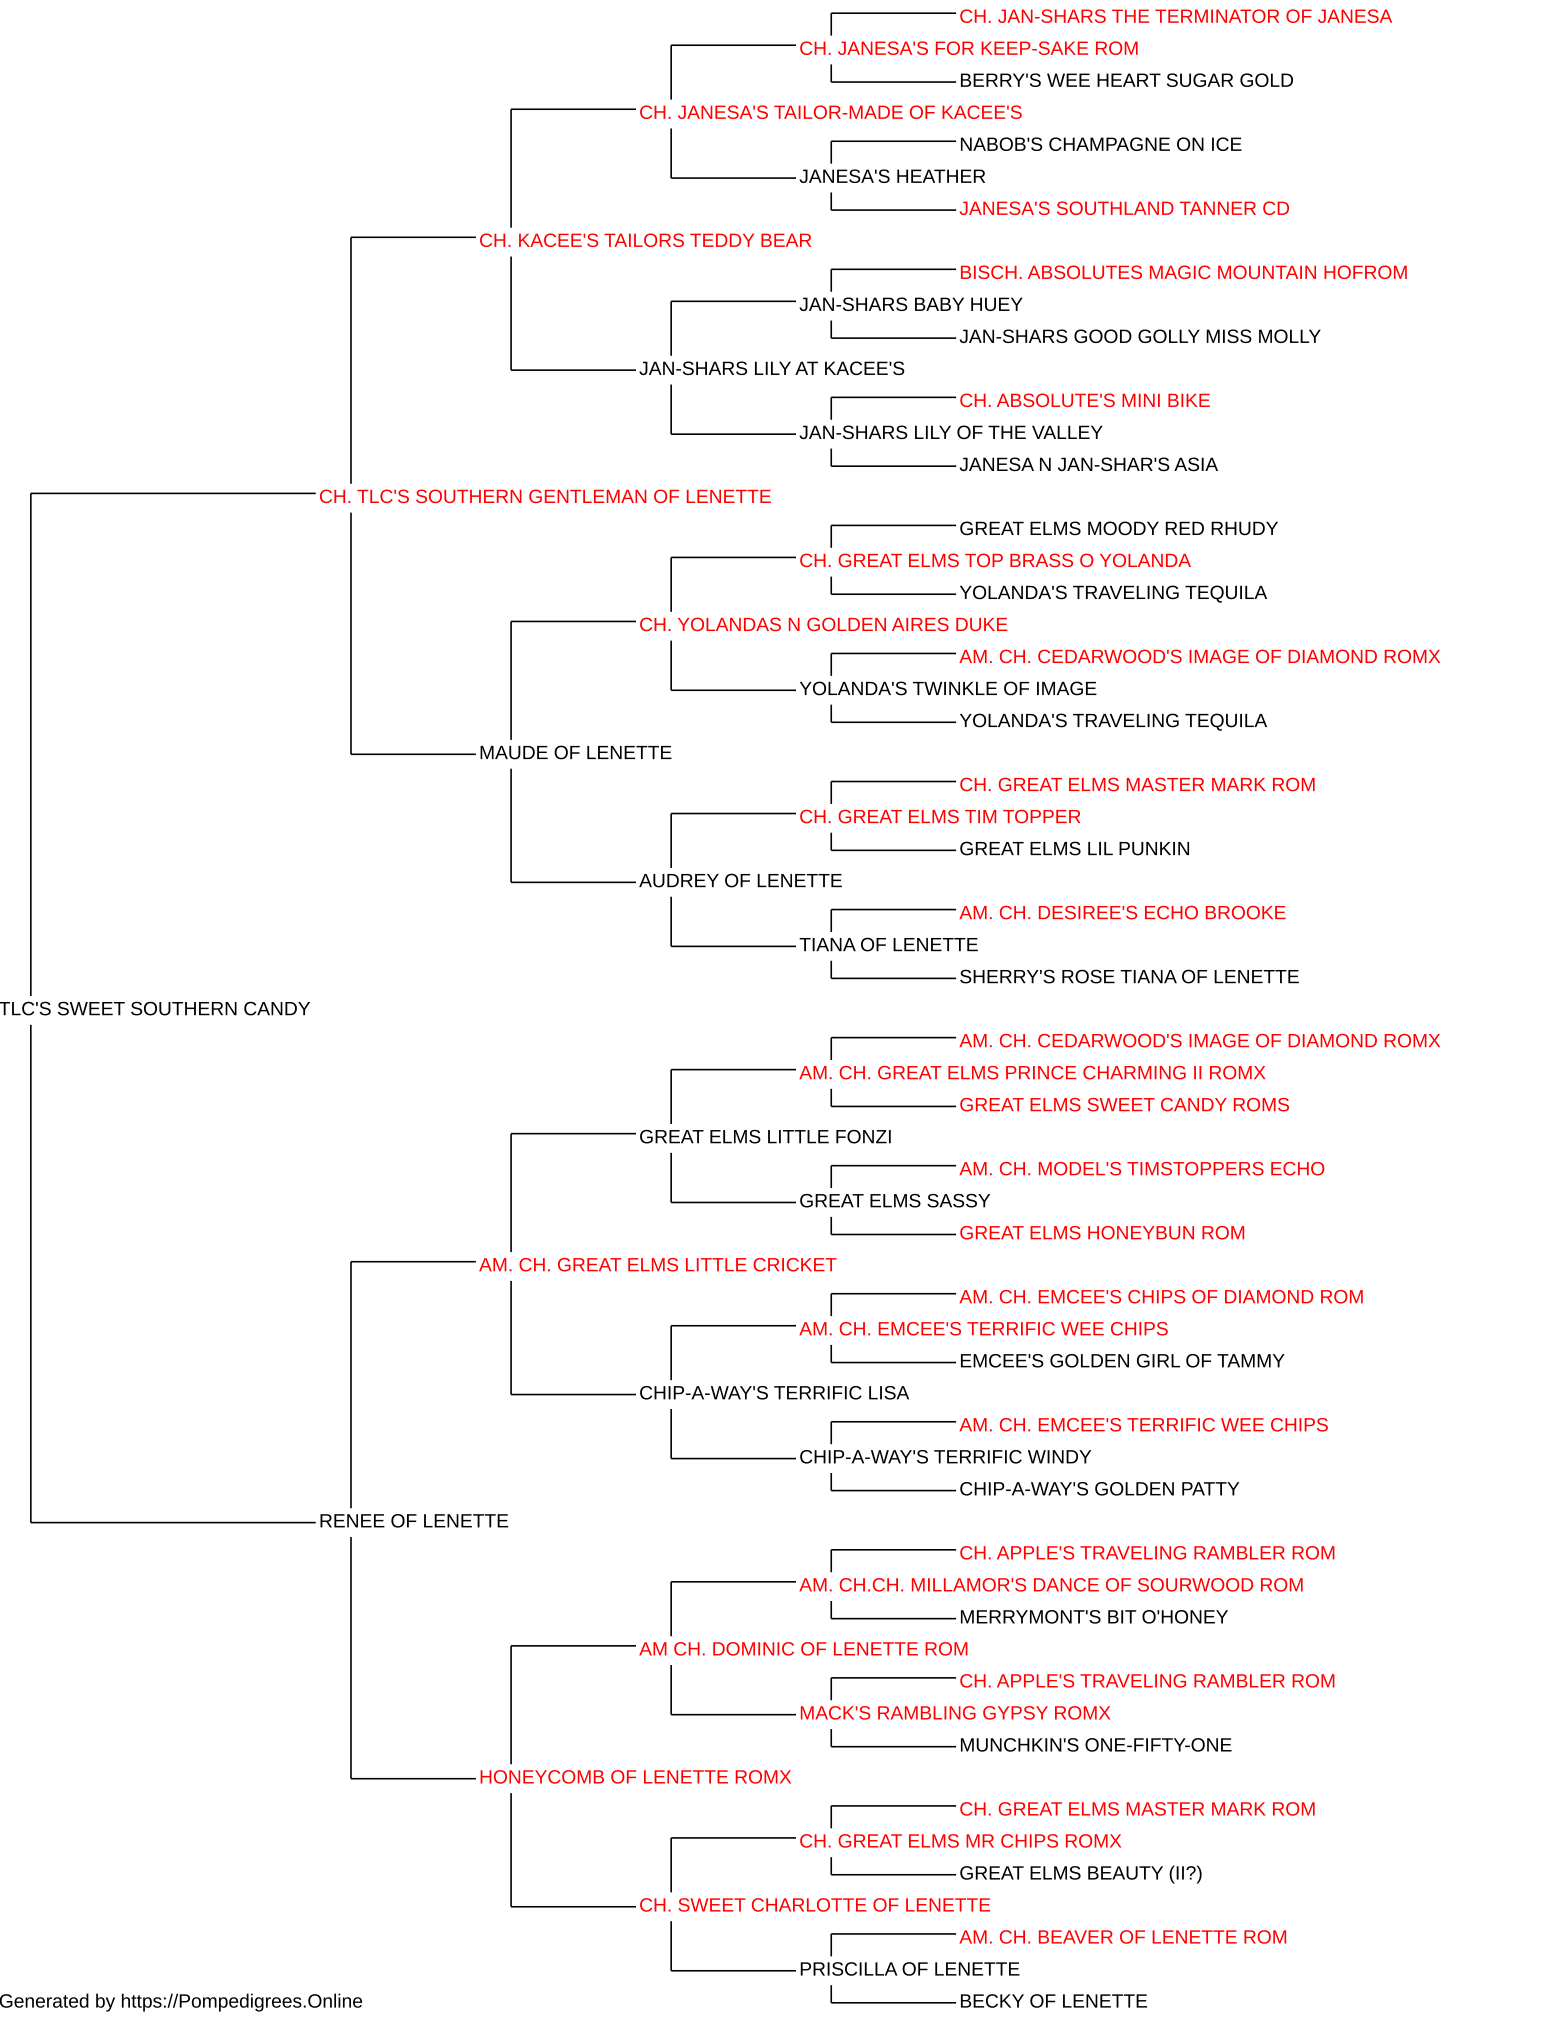 CH. JAN-SHARS THE TERMINATOR OF JANESA
CH. JANESA'S FOR KEEP-SAKE ROM
BERRY'S WEE HEART SUGAR GOLD
CH. JANESA'S TAILOR-MADE OF KACEE'S
NABOB'S CHAMPAGNE ON ICE
JANESA'S HEATHER
JANESA'S SOUTHLAND TANNER CD
CH. KACEE'S TAILORS TEDDY BEAR
BISCH. ABSOLUTES MAGIC MOUNTAIN HOFROM
JAN-SHARS BABY HUEY
JAN-SHARS GOOD GOLLY MISS MOLLY
JAN-SHARS LILY AT KACEE'S
CH. ABSOLUTE'S MINI BIKE
JAN-SHARS LILY OF THE VALLEY
JANESA N JAN-SHAR'S ASIA
CH. TLC'S SOUTHERN GENTLEMAN OF LENETTE
GREAT ELMS MOODY RED RHUDY
CH. GREAT ELMS TOP BRASS O YOLANDA
YOLANDA'S TRAVELING TEQUILA
CH. YOLANDAS N GOLDEN AIRES DUKE
AM. CH. CEDARWOOD'S IMAGE OF DIAMOND ROMX
YOLANDA'S TWINKLE OF IMAGE
YOLANDA'S TRAVELING TEQUILA
MAUDE OF LENETTE
CH. GREAT ELMS MASTER MARK ROM
CH. GREAT ELMS TIM TOPPER
GREAT ELMS LIL PUNKIN
AUDREY OF LENETTE
AM. CH. DESIREE'S ECHO BROOKE
TIANA OF LENETTE
SHERRY'S ROSE TIANA OF LENETTE
TLC'S SWEET SOUTHERN CANDY
AM. CH. CEDARWOOD'S IMAGE OF DIAMOND ROMX
AM. CH. GREAT ELMS PRINCE CHARMING II ROMX
GREAT ELMS SWEET CANDY ROMS
GREAT ELMS LITTLE FONZI
AM. CH. MODEL'S TIMSTOPPERS ECHO
GREAT ELMS SASSY
GREAT ELMS HONEYBUN ROM
AM. CH. GREAT ELMS LITTLE CRICKET
AM. CH. EMCEE'S CHIPS OF DIAMOND ROM
AM. CH. EMCEE'S TERRIFIC WEE CHIPS
EMCEE'S GOLDEN GIRL OF TAMMY
CHIP-A-WAY'S TERRIFIC LISA
AM. CH. EMCEE'S TERRIFIC WEE CHIPS
CHIP-A-WAY'S TERRIFIC WINDY
CHIP-A-WAY'S GOLDEN PATTY
RENEE OF LENETTE
CH. APPLE'S TRAVELING RAMBLER ROM
AM. CH.CH. MILLAMOR'S DANCE OF SOURWOOD ROM
MERRYMONT'S BIT O'HONEY
AM CH. DOMINIC OF LENETTE ROM
CH. APPLE'S TRAVELING RAMBLER ROM
MACK'S RAMBLING GYPSY ROMX
MUNCHKIN'S ONE-FIFTY-ONE
HONEYCOMB OF LENETTE ROMX
CH. GREAT ELMS MASTER MARK ROM
CH. GREAT ELMS MR CHIPS ROMX
GREAT ELMS BEAUTY (II?)
CH. SWEET CHARLOTTE OF LENETTE
AM. CH. BEAVER OF LENETTE ROM
PRISCILLA OF LENETTE
BECKY OF LENETTE
Generated by https://Pompedigrees.Online